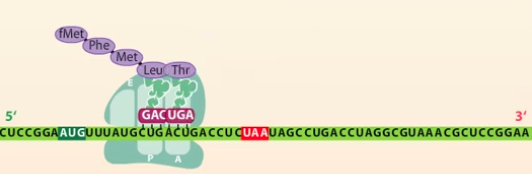 fMet
Phe
Met
Leu Thr
E
GAC UGA
5' 3'
CUCCGGAAUGUUUAUGCUGACUGACCUCUAAUAGCCUGACCUAGGCGUAAACGCUCCGGAA
P A